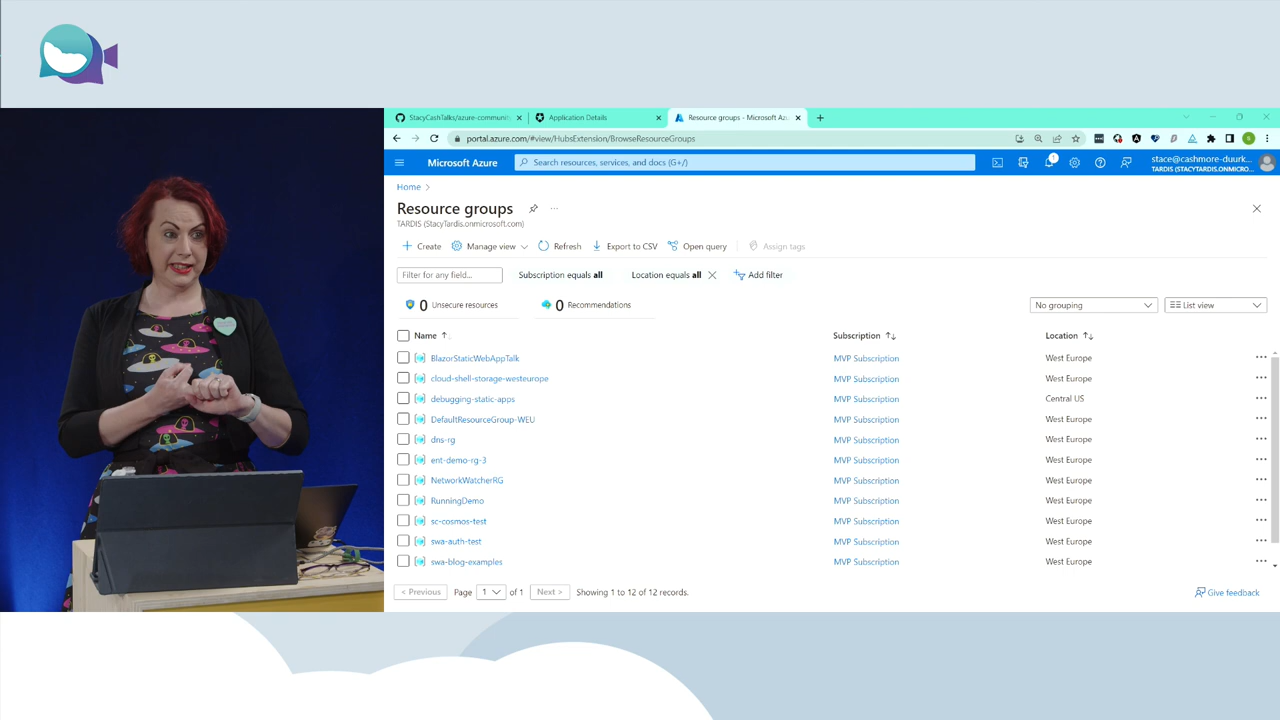 StacyCashTalks/azure-communit
Application Details
Resource groups - Microsoft Azu
portal.azure.com/#view/HubsExtension/BrowseResourceGroups
Microsoft Azure
Search resources, services, and docs (G+/)
1
stace@cashmore-duurk...
TARDIS (STACYTARDIS.ONMICRO...
Home
Resource groups
TARDIS (StacyTardis.onmicrosoft.com)
Create
Manage view
Refresh
Export to CSV
Open query
Assign tags
Filter for any field...
Subscription equals all
Location equals all
Add filter
0 Unsecure resources
0 Recommendations
No grouping
List view
Name
Subscription
Location
BlazorStaticWebAppTalk MVP Subscription West Europe
cloud-shell-storage-westeurope MVP Subscription West Europe
debugging-static-apps MVP Subscription Central US
DefaultResourceGroup-WEU MVP Subscription West Europe
dns-rg MVP Subscription West Europe
ent-demo-rg-3 MVP Subscription West Europe
NetworkWatcherRG MVP Subscription West Europe
RunningDemo MVP Subscription West Europe
sc-cosmos-test MVP Subscription West Europe
swa-auth-test MVP Subscription West Europe
swa-blog-examples MVP Subscription West Europe
< Previous
Page 1 of 1
Next >
Showing 1 to 12 of 12 records.
Give feedback